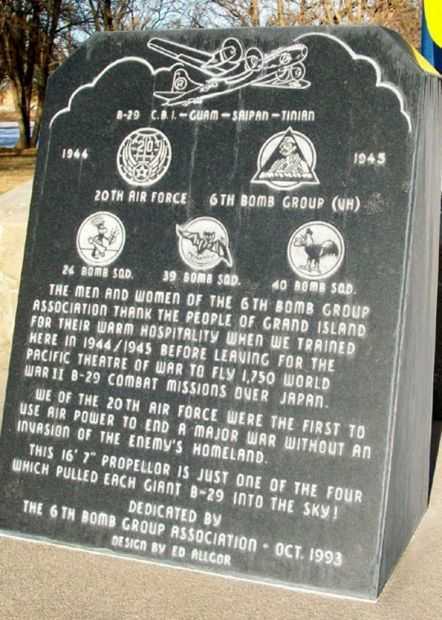 B-29 C.B.I. - GUAM - SAIPAN - TINIAN
1944
20
1945
20TH AIR FORCE 6TH BOMB GROUP (VH)
24 BOMB SQD. 39 BOMB SQD. 40 BOMB SQD.
THE MEN AND WOMEN OF THE 6TH BOMB GROUP
ASSOCIATION THANK THE PEOPLE OF GRAND ISLAND
FOR THEIR WARM HOSPITALITY WHEN WE TRAINED
HERE IN 1944/1945 BEFORE LEAVING FOR THE
PACIFIC THEATRE OF WAR TO FLY 1,750 WORLD
WAR II B-29 COMBAT MISSIONS OVER JAPAN.
WE OF THE 20TH AIR FORCE WERE THE FIRST TO
USE AIR POWER TO END A MAJOR WAR WITHOUT AN
INVASION OF THE ENEMY'S HOMELAND.
THIS 16' 7" PROPELLOR IS JUST ONE OF THE FOUR
WHICH PULLED EACH GIANT B-29 INTO THE SKY!
DEDICATED BY
THE 6TH BOMB GROUP ASSOCIATION - OCT. 1993
DESIGN BY ED ALLGOR